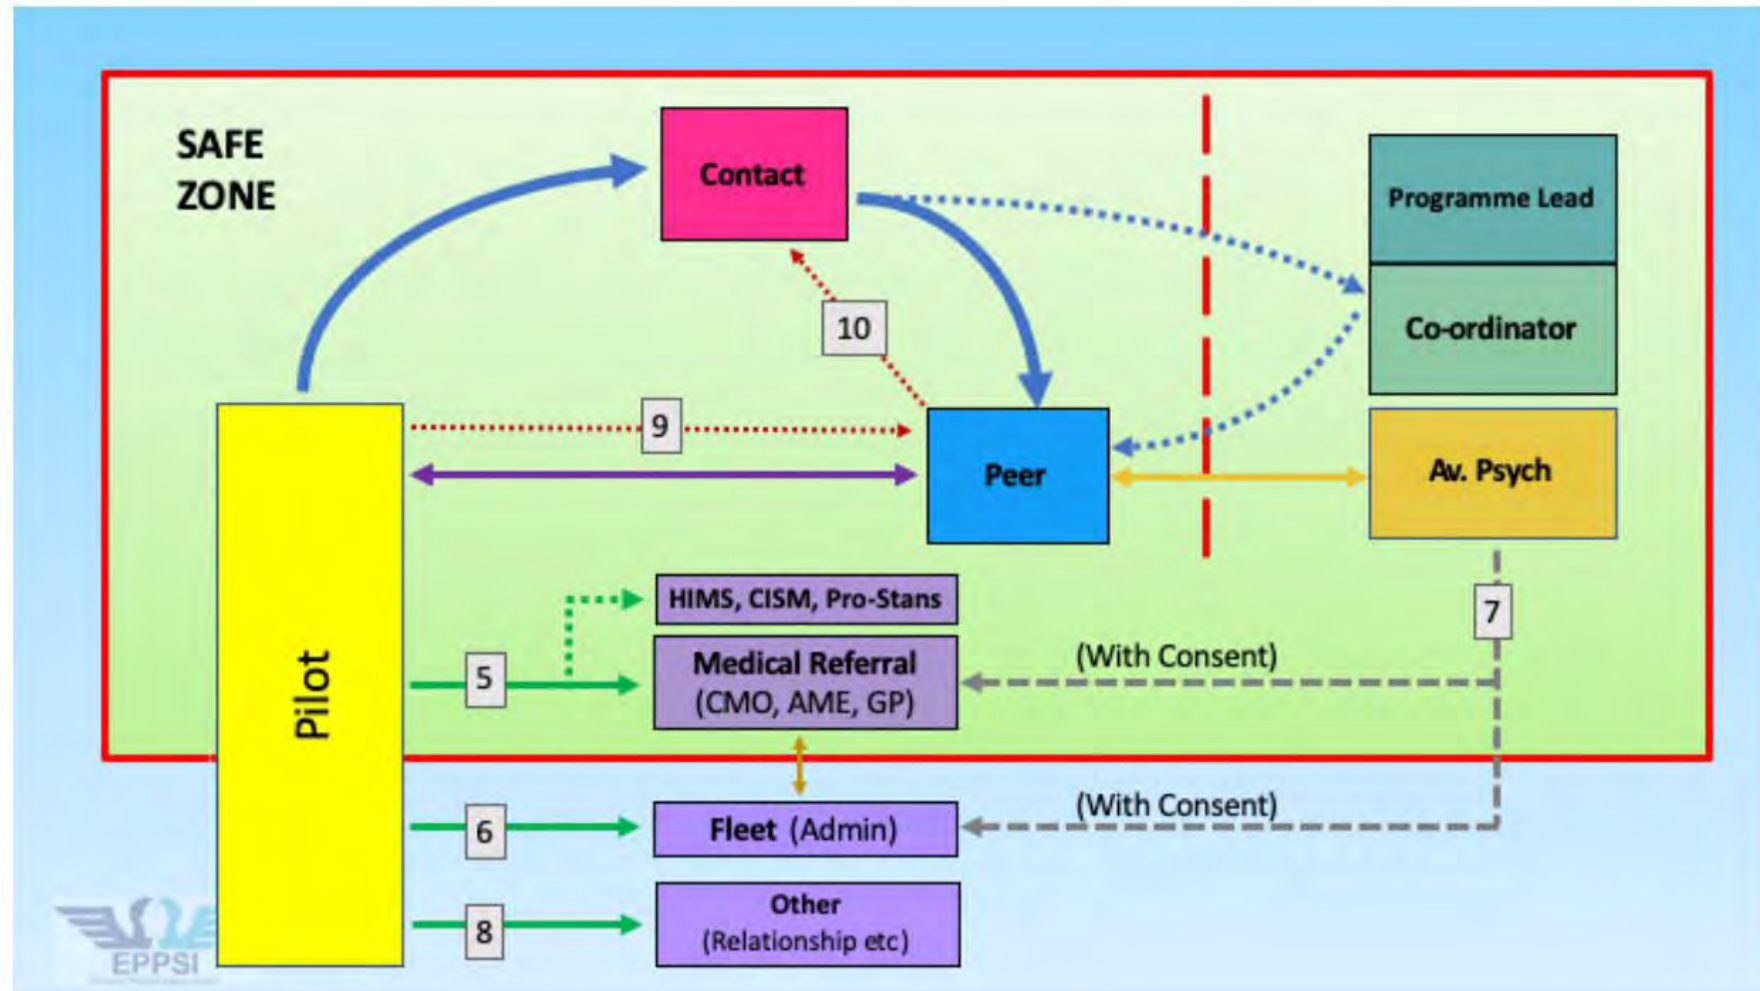 SAFE
ZONE
Contact
Programme Lead
10
Co-ordinator
9
Peer
Av. Psych
HIMS, CISM, Pro-Stans
7
Pilot
5
Medical Referral
(CMO, AME, GP)
(With Consent)
6
Fleet (Admin)
(With Consent)
8
Other
(Relationship etc)
EPPSI